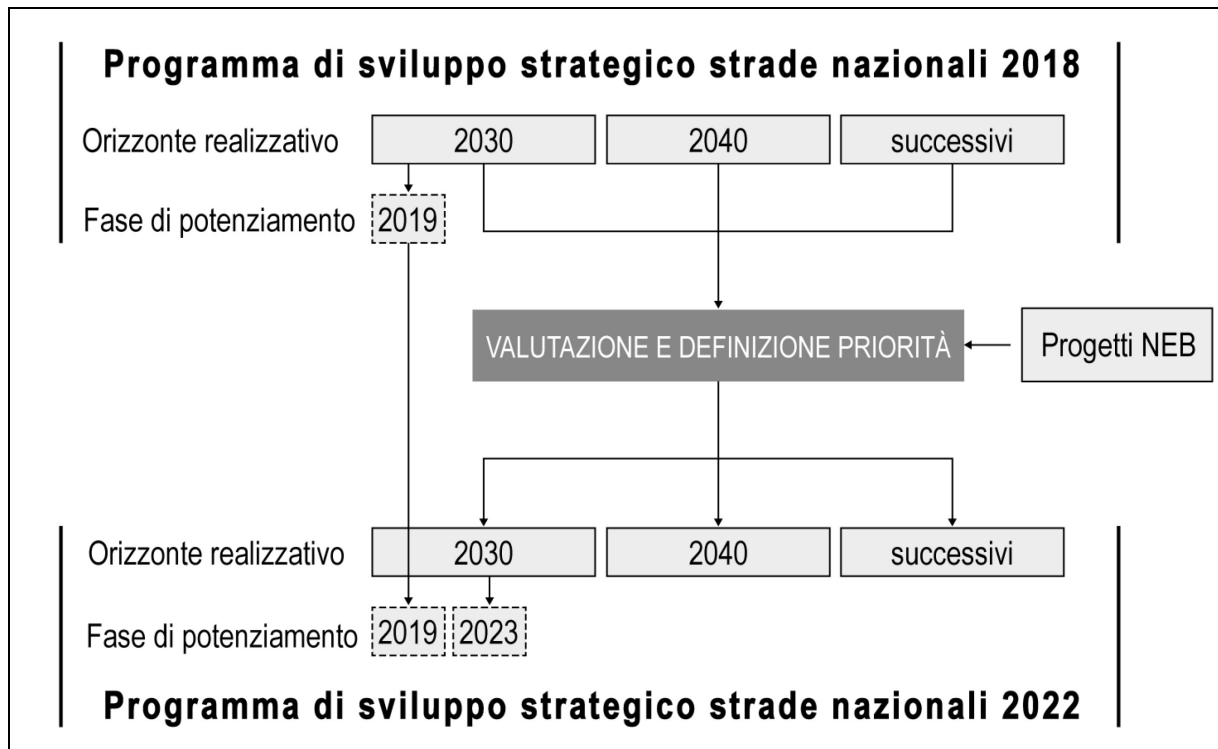 Programma di sviluppo strategico strade nazionali 2018
Orizzonte realizzativo 2030 2040 successivi
Fase di potenziamento 2019
VALUTAZIONE E DEFINIZIONE PRIORITÀ Progetti NEB
Orizzonte realizzativo 2030 2040 successivi
Fase di potenziamento 2019 2023
Programma di sviluppo strategico strade nazionali 2022